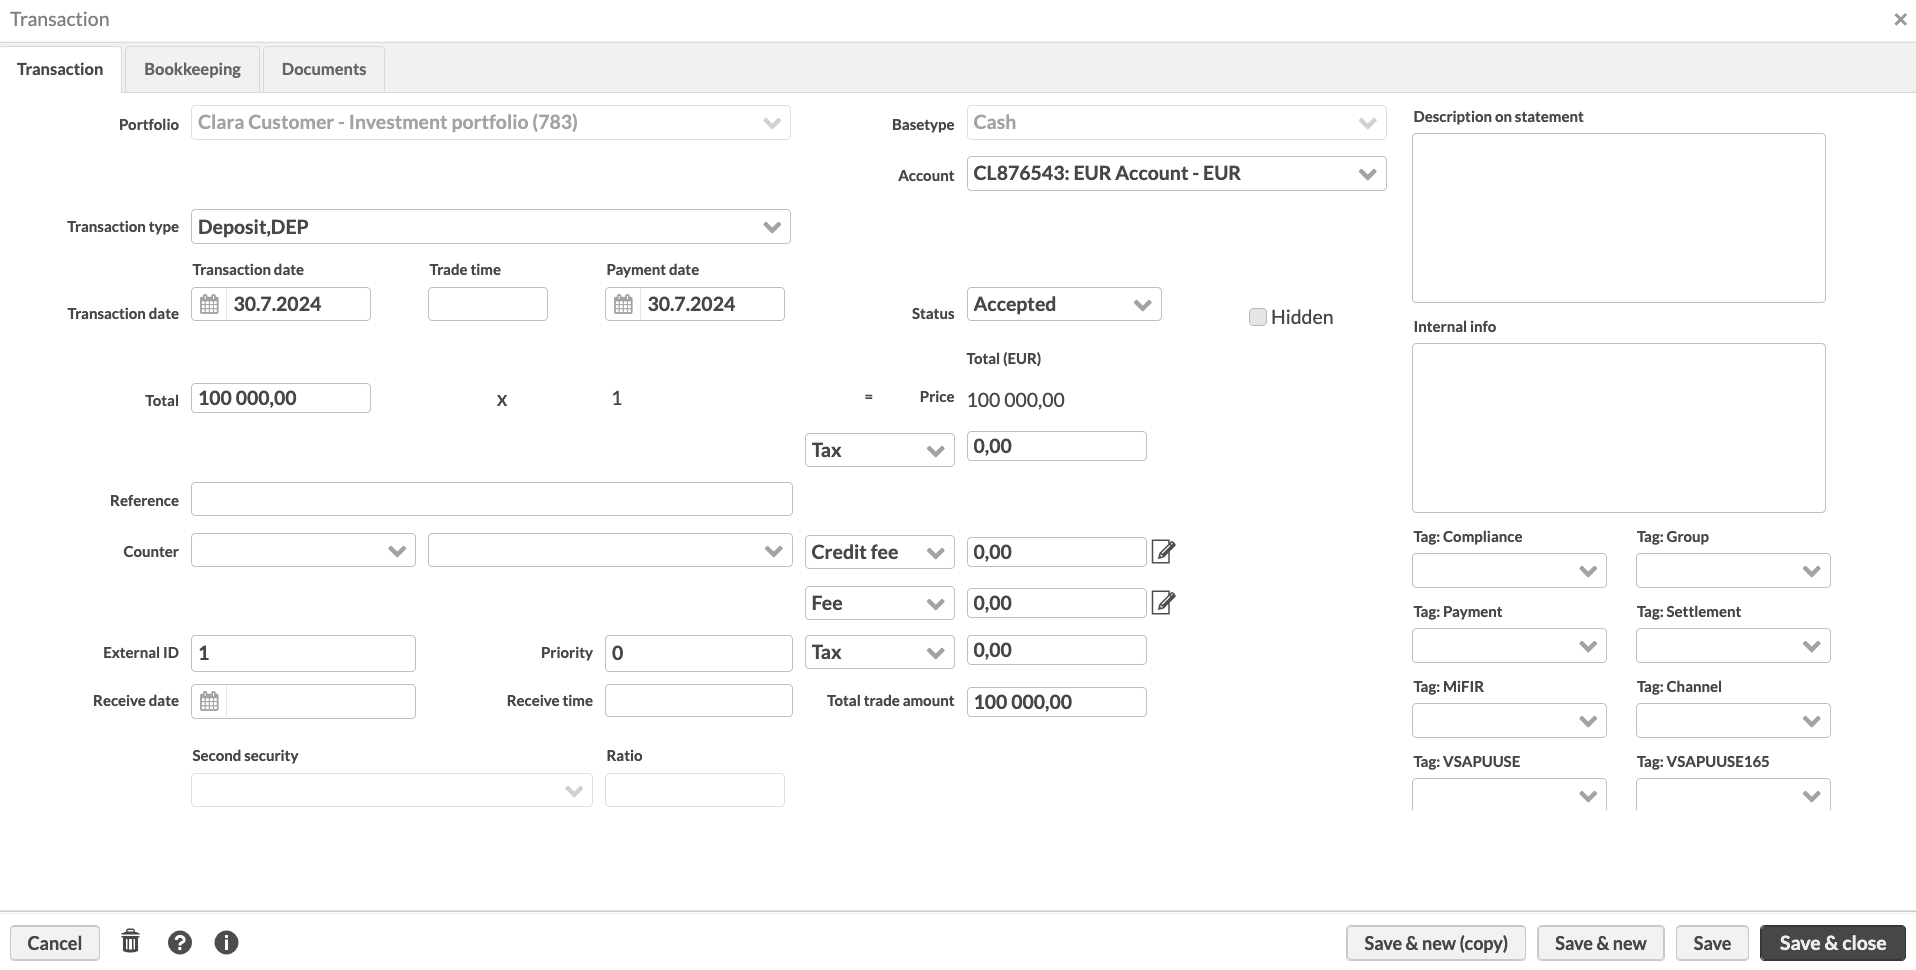 Transaction
Transaction Bookkeeping Documents
Portfolio Clara Customer - Investment portfolio (783) Basetype Cash Description on statement
Account CL876543: EUR Account - EUR
Transaction type Deposit,DEP
Transaction date Trade time Payment date
Transaction date 30.7.2024 30.7.2024 Status Accepted Hidden
Internal info
Total (EUR)
Total 100 000,00 X 1 = Price 100 000,00
Tax 0,00
Reference
Tag: Compliance Tag: Group
Counter Credit fee 0,00
Fee 0,00
Tag: Payment Tag: Settlement
External ID 1 Priority 0 Tax 0,00
Tag: MiFIR Tag: Channel
Receive date Receive time Total trade amount 100 000,00
Second security Ratio
Tag: VSAPUUSE Tag: VSAPUUSE165
Cancel Save & new (copy) Save & new Save Save & close